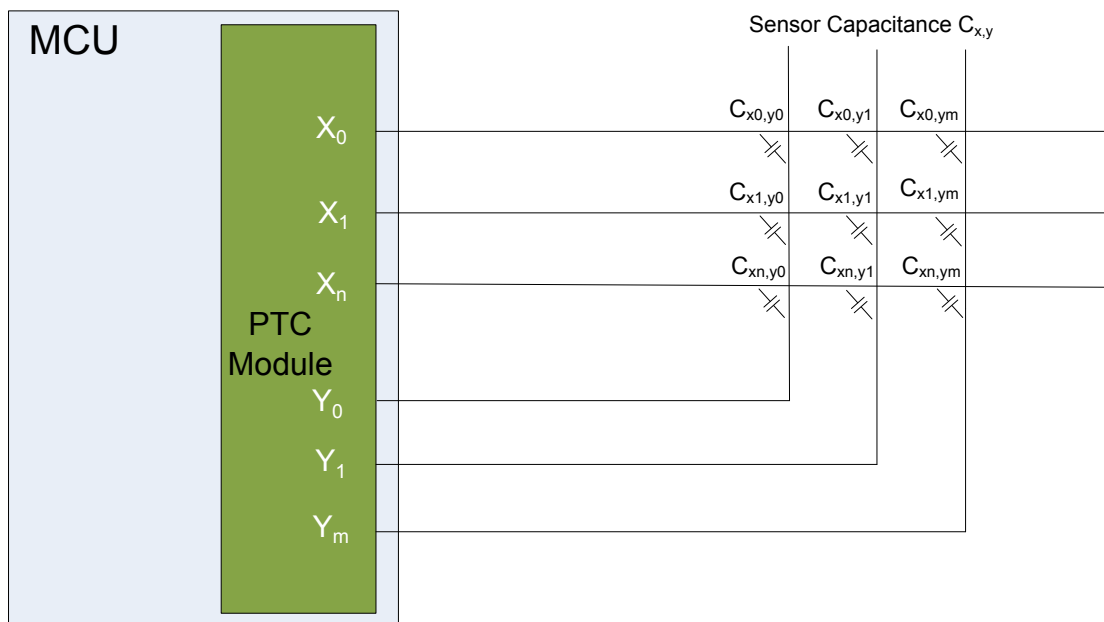 MCU
Sensor Capacitance Cx,y
Cx0,y0 Cx0,y1 Cx0,ym
X0
Cx1,y0 Cx1,y1 Cx1,ym
X1
Cxn,y0 Cxn,y1 Cxn,ym
Xn
PTC
Module
Y0
Y1
Ym